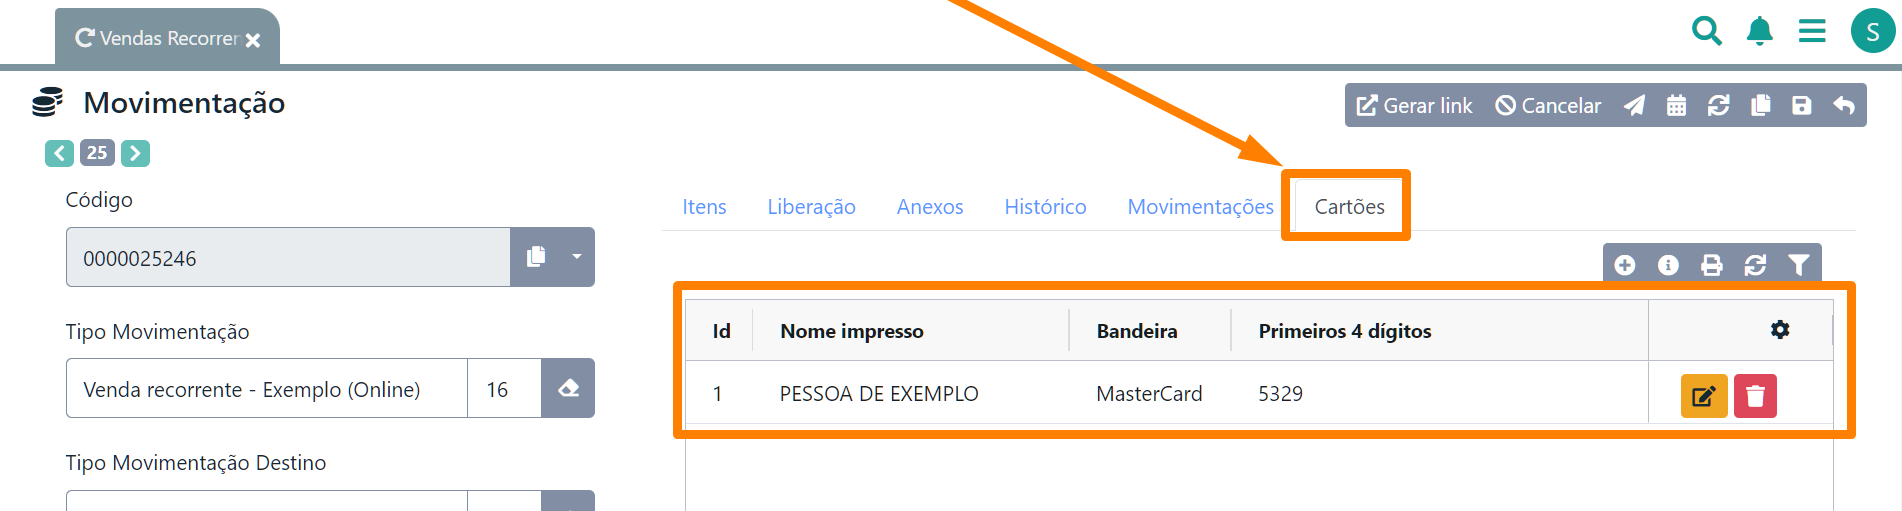 Vendas Recorrer
S
Movimentação
Gerar link Cancelar
25
Código
0000025246
Tipo Movimentação
Venda recorrente - Exemplo (Online) 16
Tipo Movimentação Destino
Itens Liberação Anexos Histórico Movimentações Cartões
Id Nome impresso Bandeira Primeiros 4 dígitos
1 PESSOA DE EXEMPLO MasterCard 5329